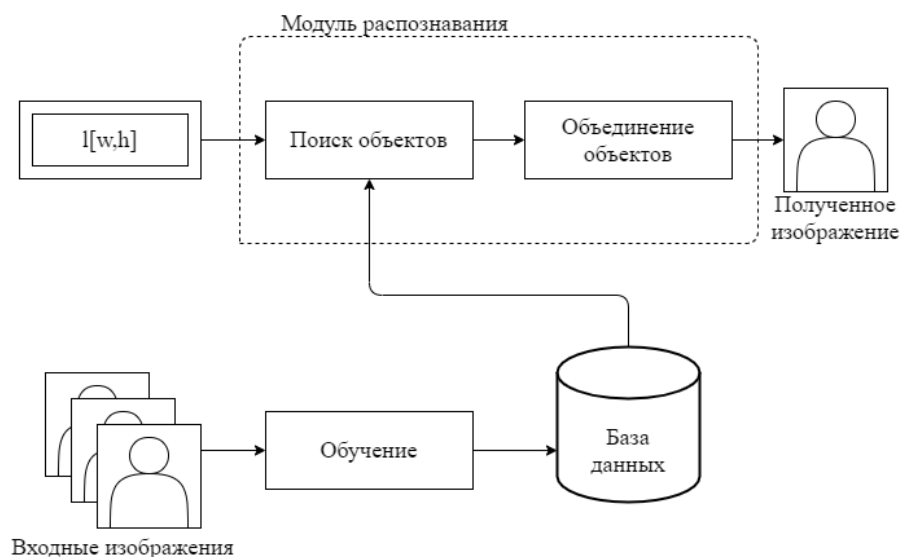 Модуль распознавания
l[w,h]
Поиск объектов
Объединение
объектов
Полученное
изображение
Обучение
База
данных
Входные изображения